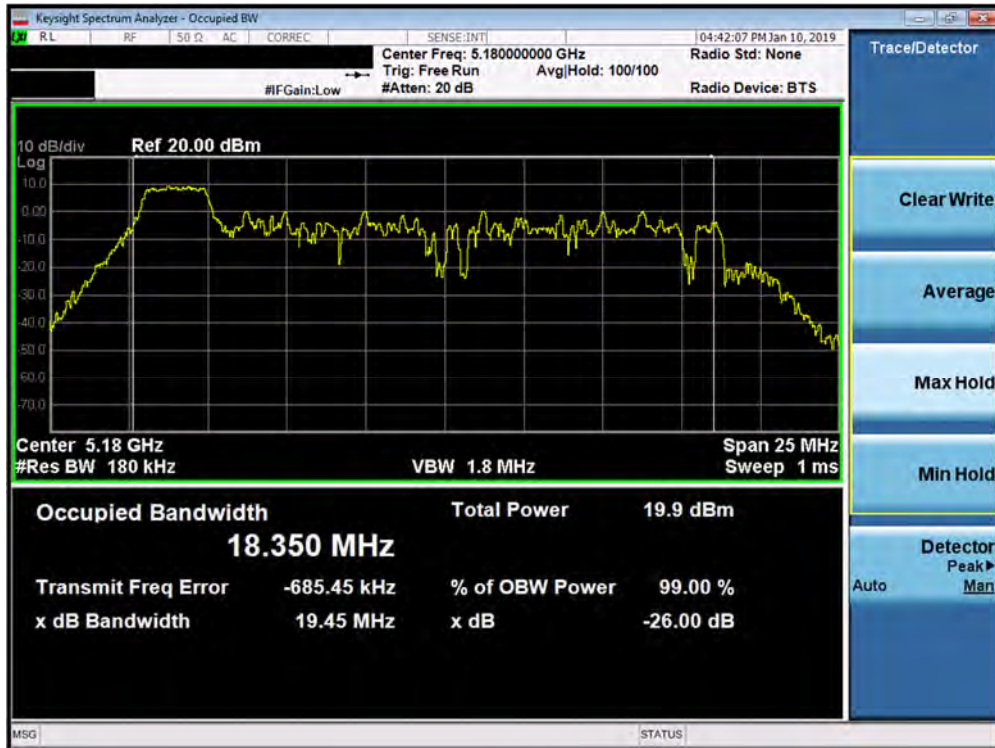 Keysight Spectrum Analyzer - Occupied BW
LXI RL RF 50 Ω AC CORREC SENSE:INT 04:42:07 PM Jan 10, 2019
Center Freq: 5.180000000 GHz Radio Std: None
Trig: Free Run Avg|Hold: 100/100
#IFGain:Low #Atten: 20 dB Radio Device: BTS
Trace/Detector
10 dB/div Ref 20.00 dBm
Log
10.0
0.00
-10.0
-20.0
-30.0
-40.0
-50.0
-60.0
-70.0
Center 5.18 GHz Span 25 MHz
#Res BW 180 kHz VBW 1.8 MHz Sweep 1 ms
Occupied Bandwidth Total Power 19.9 dBm
18.350 MHz
Transmit Freq Error -685.45 kHz % of OBW Power 99.00 %
x dB Bandwidth 19.45 MHz x dB -26.00 dB
Clear Write
Average
Max Hold
Min Hold
Detector
Peak▶
Auto Man
MSG STATUS